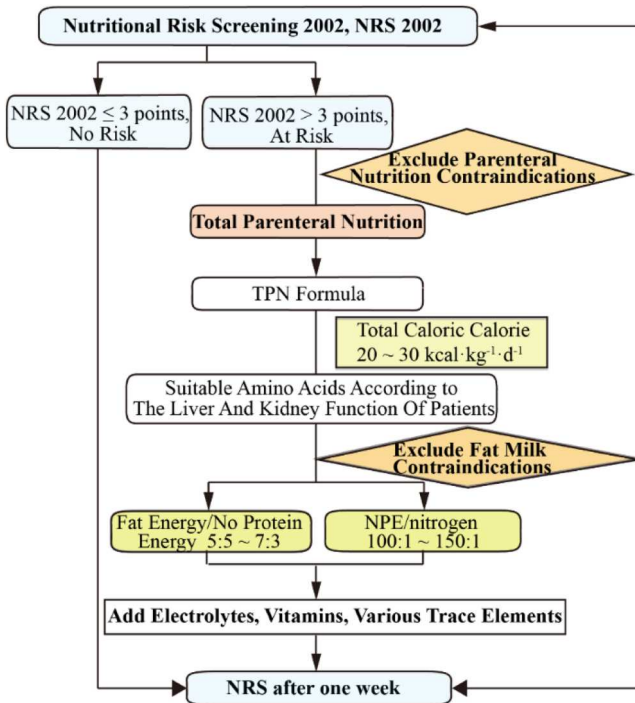 Nutritional Risk Screening 2002, NRS 2002
NRS 2002 ≤ 3 points,
No Risk
NRS 2002 > 3 points,
At Risk
Exclude Parenteral
Nutrition Contraindications
Total Parenteral Nutrition
TPN Formula
Total Caloric Calorie
20 ~ 30 kcal·kg⁻¹·d⁻¹
Suitable Amino Acids According to
The Liver And Kidney Function Of Patients
Exclude Fat Milk
Contraindications
Fat Energy/No Protein
Energy 5:5 ~ 7:3
NPE/nitrogen
100:1 ~ 150:1
Add Electrolytes, Vitamins, Various Trace Elements
NRS after one week